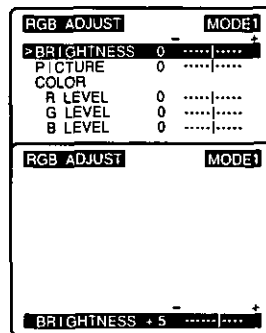 RGB ADJUST MODE1
- +
>BRIGHTNESS 0 -----|-----
PICTURE 0 -----|-----
COLOR
R LEVEL 0 -----|-----
G LEVEL 0 -----|-----
B LEVEL 0 -----|-----
RGB ADJUST MODE1
- +
BRIGHTNESS + 5 ------|----